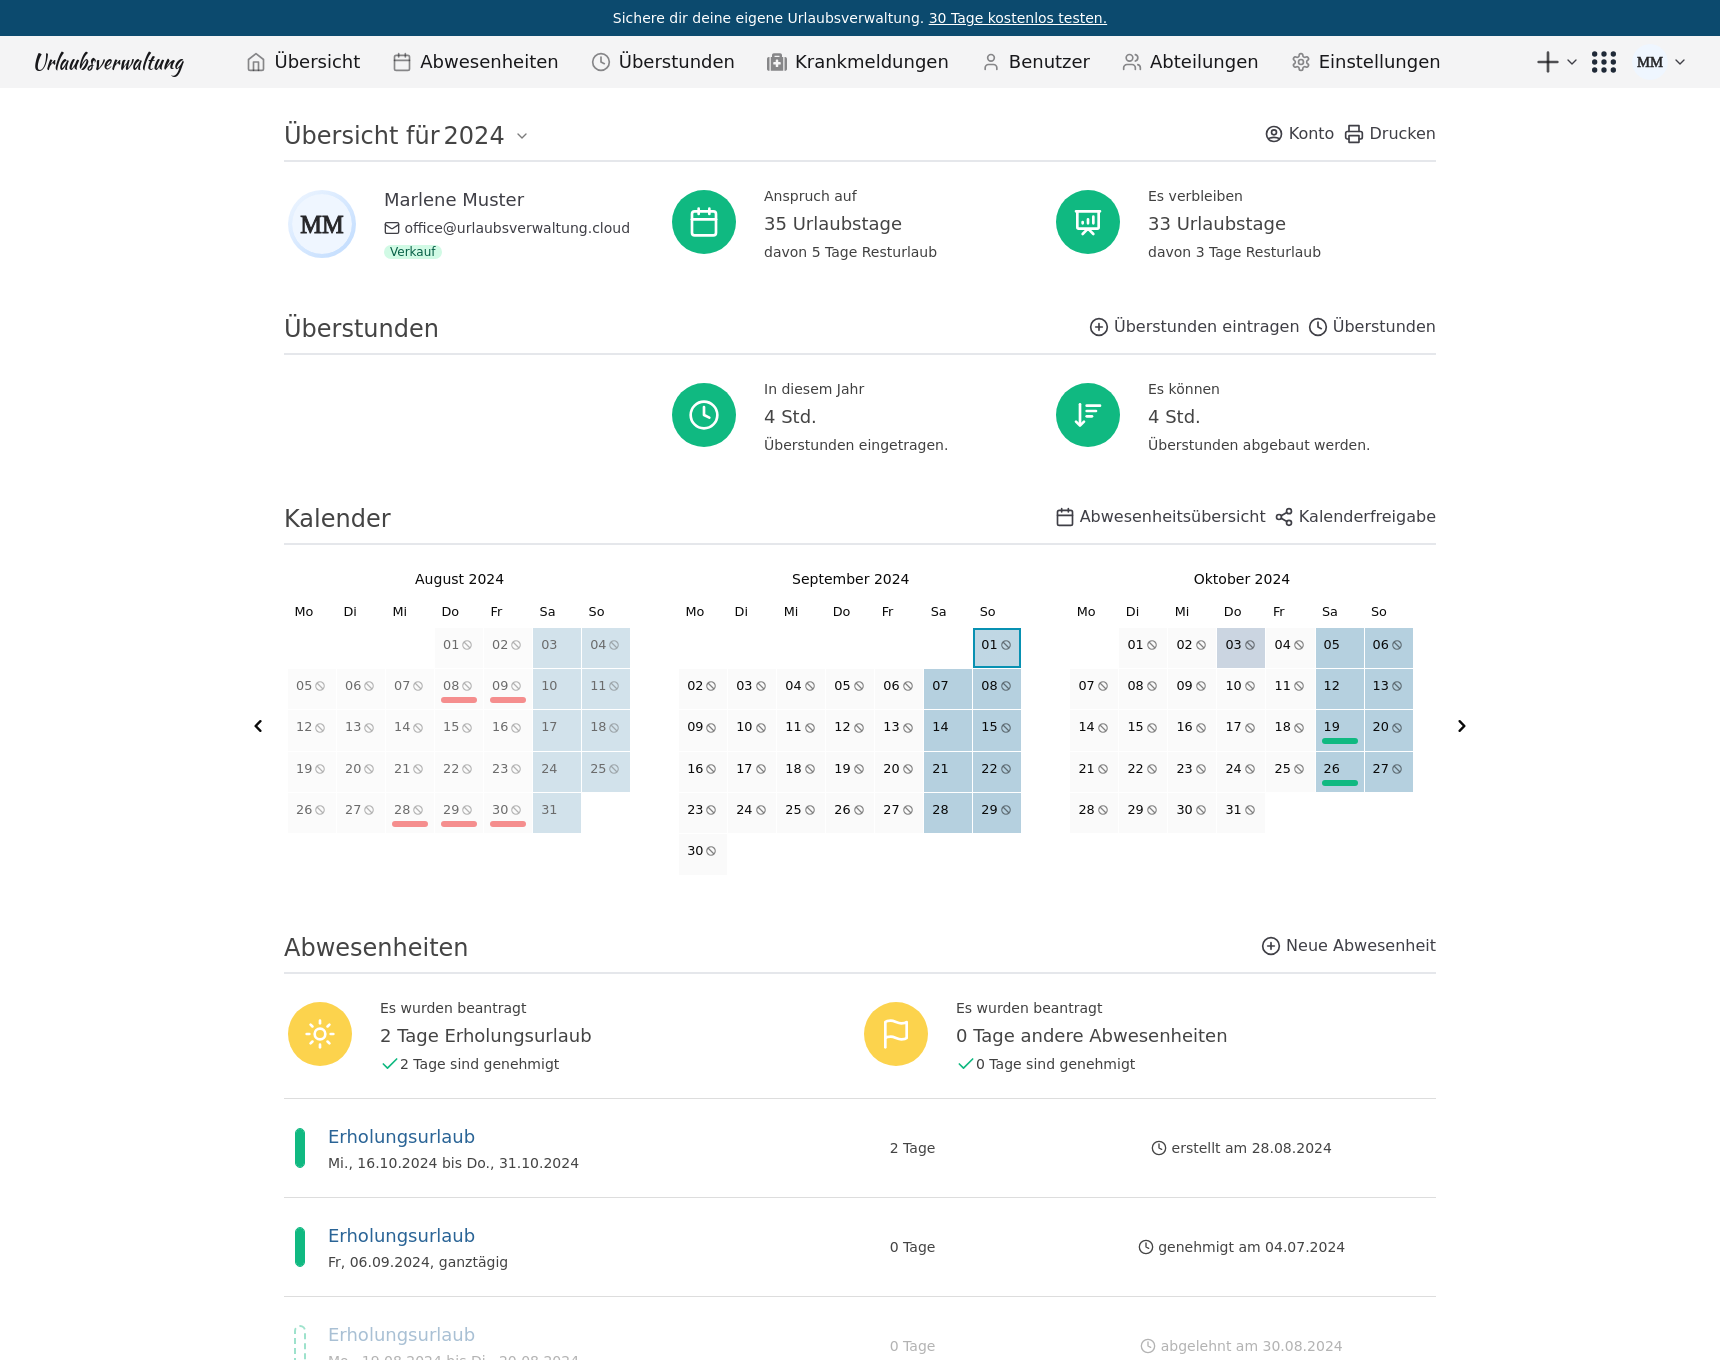 Sichere dir deine eigene Urlaubsverwaltung. 30 Tage kostenlos testen.
Urlaubsverwaltung Übersicht Abwesenheiten Überstunden Krankmeldungen Benutzer Abteilungen Einstellungen MM
Übersicht für 2024 Konto Drucken
MM
Marlene Muster
office@urlaubsverwaltung.cloud
Verkauf
Anspruch auf
35 Urlaubstage
davon 5 Tage Resturlaub
Es verbleiben
33 Urlaubstage
davon 3 Tage Resturlaub
Überstunden Überstunden eintragen Überstunden
In diesem Jahr
4 Std.
Überstunden eingetragen.
Es können
4 Std.
Überstunden abgebaut werden.
Kalender Abwesenheitsübersicht Kalenderfreigabe
August 2024
Mo Di Mi Do Fr Sa So
01 02 03 04
05 06 07 08 09 10 11
12 13 14 15 16 17 18
19 20 21 22 23 24 25
26 27 28 29 30 31
September 2024
Mo Di Mi Do Fr Sa So
01
02 03 04 05 06 07 08
09 10 11 12 13 14 15
16 17 18 19 20 21 22
23 24 25 26 27 28 29
30
Oktober 2024
Mo Di Mi Do Fr Sa So
01 02 03 04 05 06
07 08 09 10 11 12 13
14 15 16 17 18 19 20
21 22 23 24 25 26 27
28 29 30 31
Abwesenheiten Neue Abwesenheit
Es wurden beantragt
2 Tage Erholungsurlaub
2 Tage sind genehmigt
Es wurden beantragt
0 Tage andere Abwesenheiten
0 Tage sind genehmigt
Erholungsurlaub
Mi., 16.10.2024 bis Do., 31.10.2024
2 Tage
erstellt am 28.08.2024
Erholungsurlaub
Fr, 06.09.2024, ganztägig
0 Tage
genehmigt am 04.07.2024
Erholungsurlaub
Mo., 19.08.2024 bis Di., 20.08.2024
0 Tage
abgelehnt am 30.08.2024